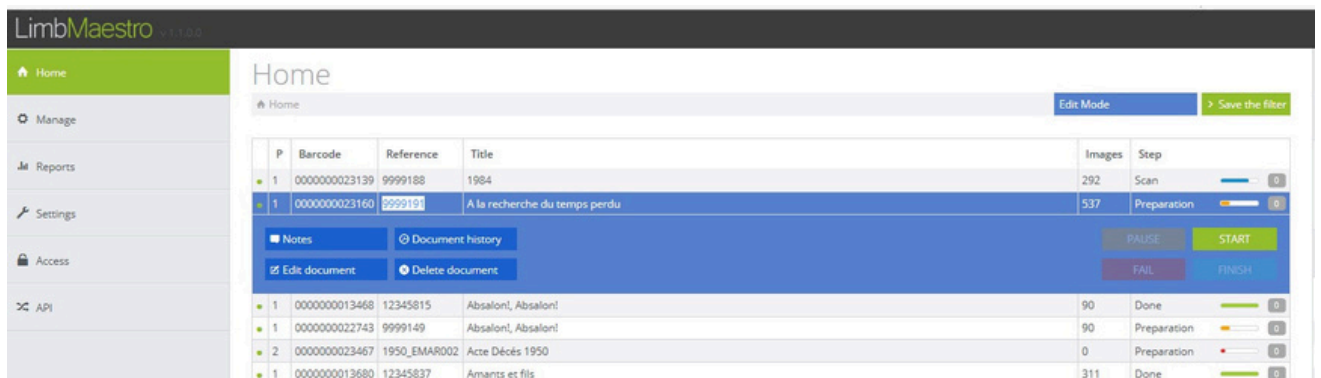 LimbMaestro v 1.1.0.0
Home
Manage
Reports
Settings
Access
API
Home
Home
Edit Mode
> Save the filter
P Barcode Reference Title Images Step
1 0000000023139 9999188 1984 292 Scan 0
1 0000000023160 9999191 A la recherche du temps perdu 537 Preparation 0
Notes Document history PAUSE START
Edit document Delete document FAIL FINISH
1 0000000013468 12345815 Absalon!, Absalon! 90 Done 0
1 0000000022743 9999149 Absalon!, Absalon! 90 Preparation 0
2 0000000023467 1950_EMAR002 Acte Décés 1950 0 Preparation 0
1 0000000013680 12345837 Amants et fils 311 Done 0